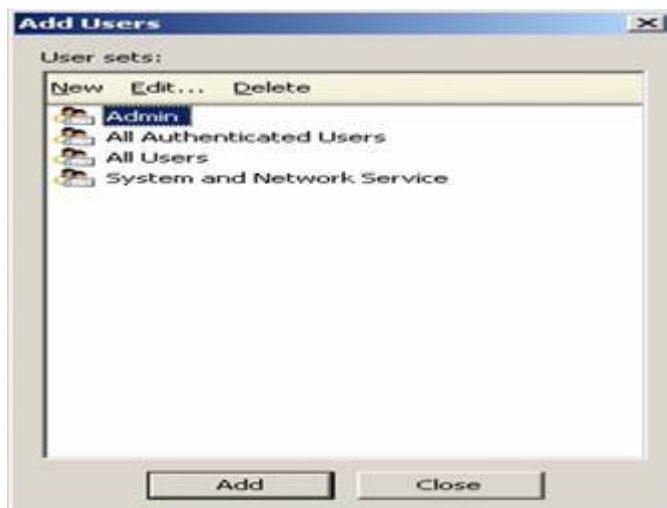 Add Users
User sets:
New Edit... Delete
Admin
All Authenticated Users
All Users
System and Network Service
Add Close